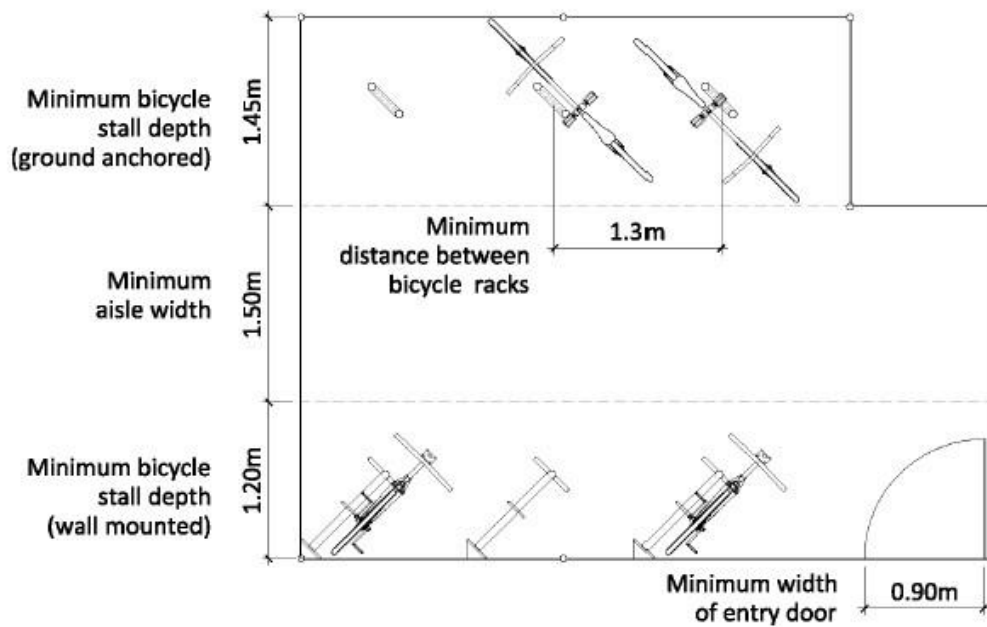 Minimum bicycle
stall depth
(ground anchored)
1.45m
Minimum
distance between
bicycle racks
1.3m
Minimum
aisle width
1.50m
Minimum bicycle
stall depth
(wall mounted)
1.20m
Minimum width
of entry door
0.90m